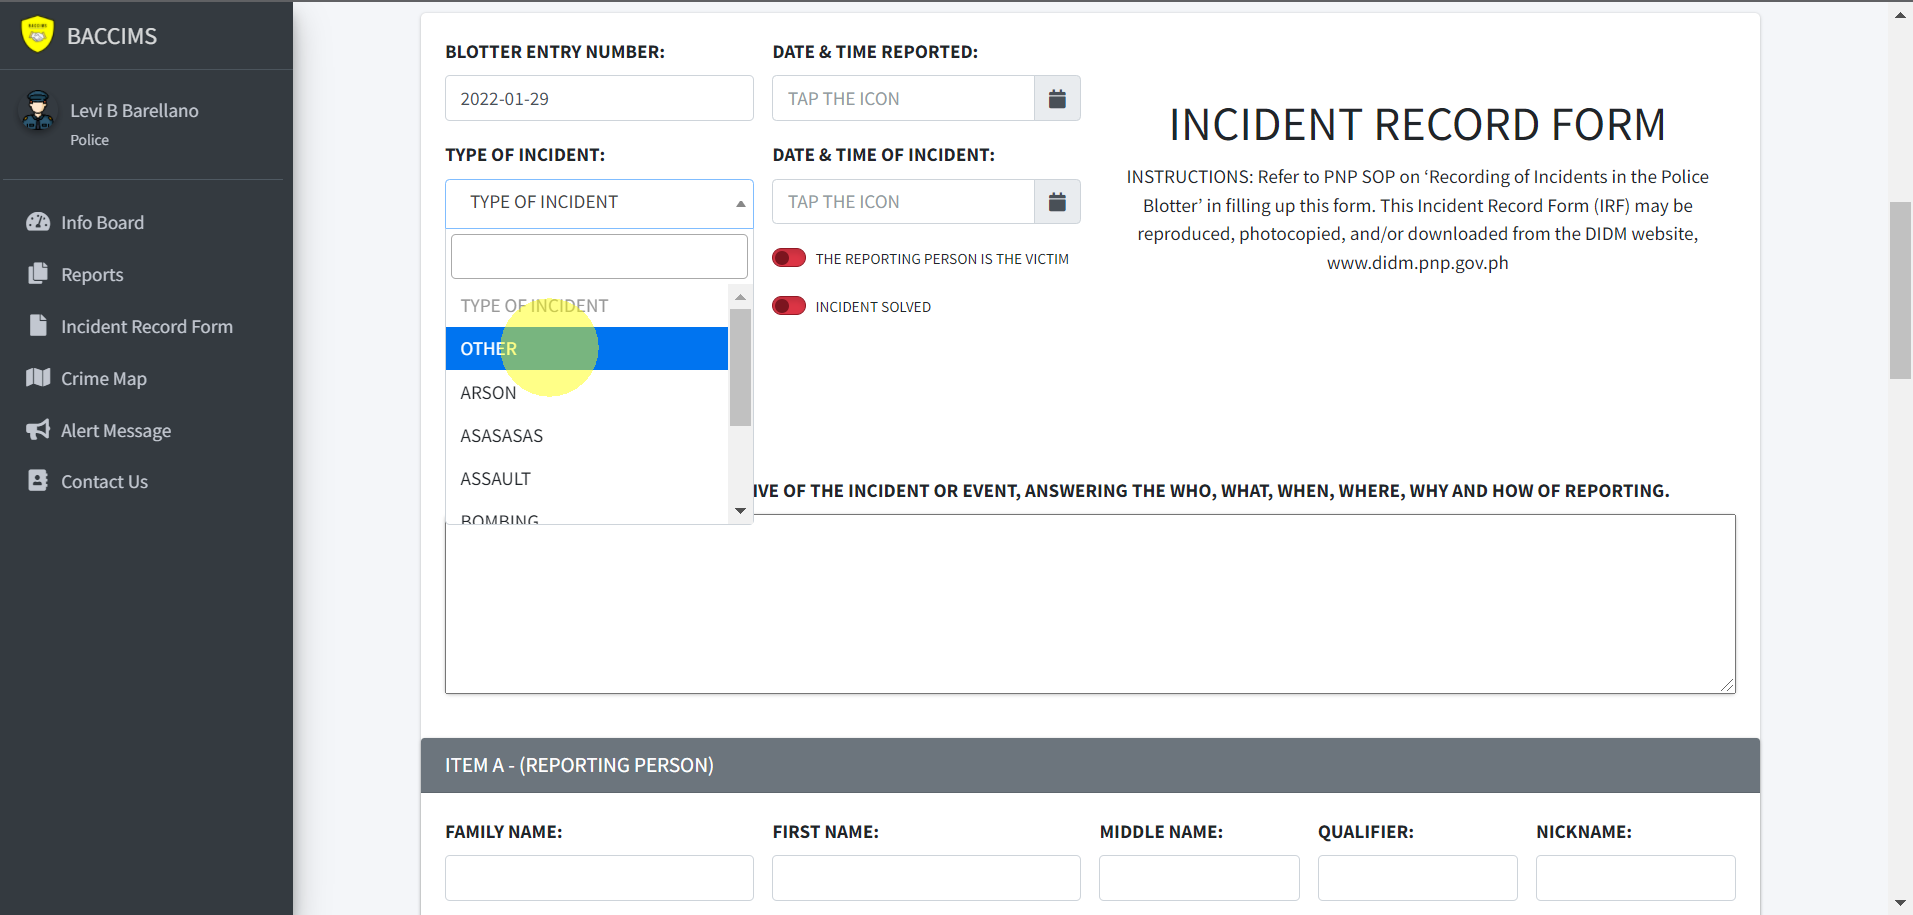 BACCIMS
Levi B Barellano
Police
Info Board
Reports
Incident Record Form
Crime Map
Alert Message
Contact Us
BLOTTER ENTRY NUMBER:
2022-01-29
DATE & TIME REPORTED:
TAP THE ICON
TYPE OF INCIDENT:
TYPE OF INCIDENT
TYPE OF INCIDENT
OTHER
ARSON
ASASASAS
ASSAULT
BOMBING
DATE & TIME OF INCIDENT:
TAP THE ICON
THE REPORTING PERSON IS THE VICTIM
INCIDENT SOLVED
INCIDENT RECORD FORM
INSTRUCTIONS: Refer to PNP SOP on ‘Recording of Incidents in the Police
Blotter’ in filling up this form. This Incident Record Form (IRF) may be
reproduced, photocopied, and/or downloaded from the DIDM website,
www.didm.pnp.gov.ph
IVE OF THE INCIDENT OR EVENT, ANSWERING THE WHO, WHAT, WHEN, WHERE, WHY AND HOW OF REPORTING.
ITEM A - (REPORTING PERSON)
FAMILY NAME:
FIRST NAME:
MIDDLE NAME:
QUALIFIER:
NICKNAME: